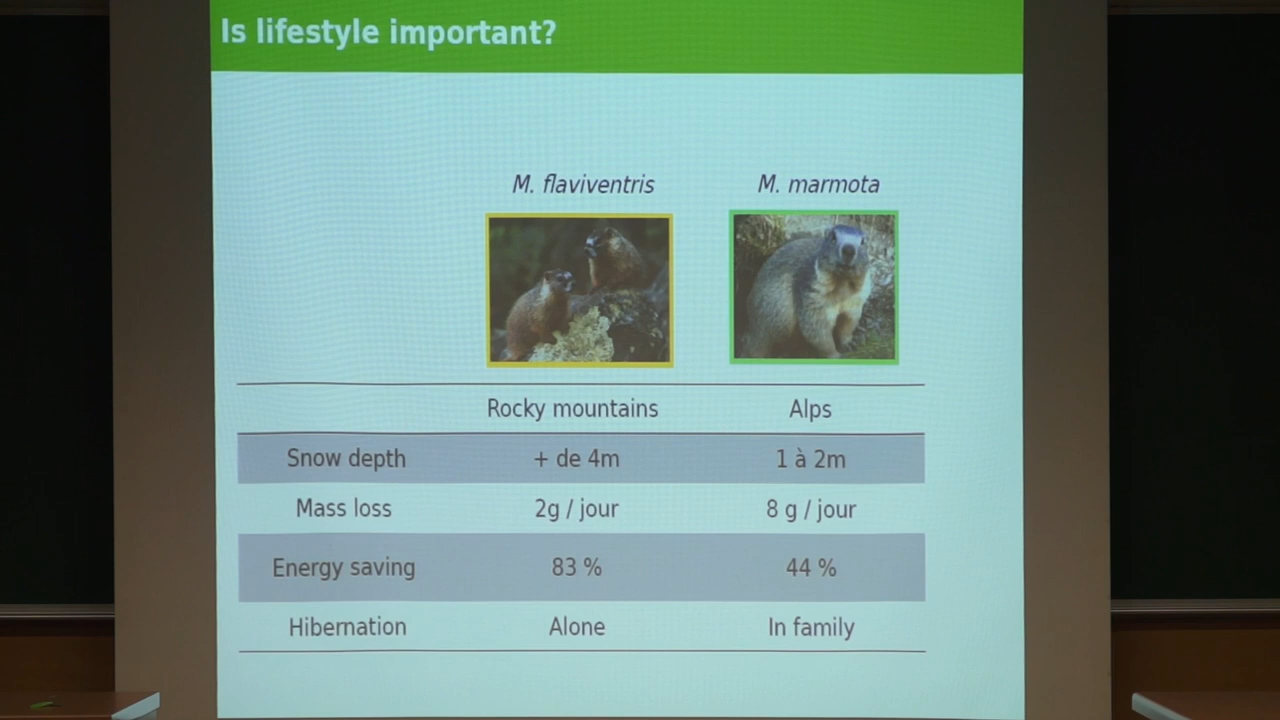 Is lifestyle important?
M. flaviventris M. marmota
Rocky mountains Alps
Snow depth + de 4m 1 à 2m
Mass loss 2g / jour 8 g / jour
Energy saving 83 % 44 %
Hibernation Alone In family